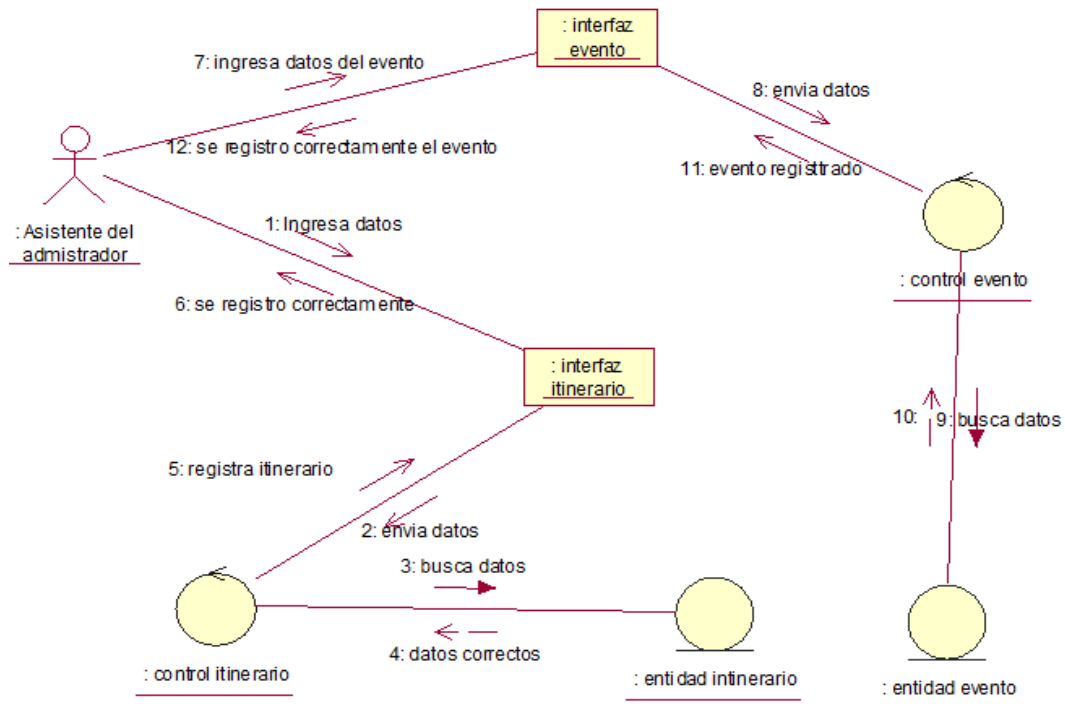 : interfaz
evento
7: ingresa datos del evento
8: envia datos
12: se registro correctamente el evento
11: evento registtrado
: Asistente del
admistrador
1: Ingresa datos
: control evento
6: se registro correctamente
: interfaz
itinerario
10:
9: busca datos
5: registra itinerario
2: envia datos
3: busca datos
4: datos correctos
: control itinerario
: entidad intinerario
: entidad evento